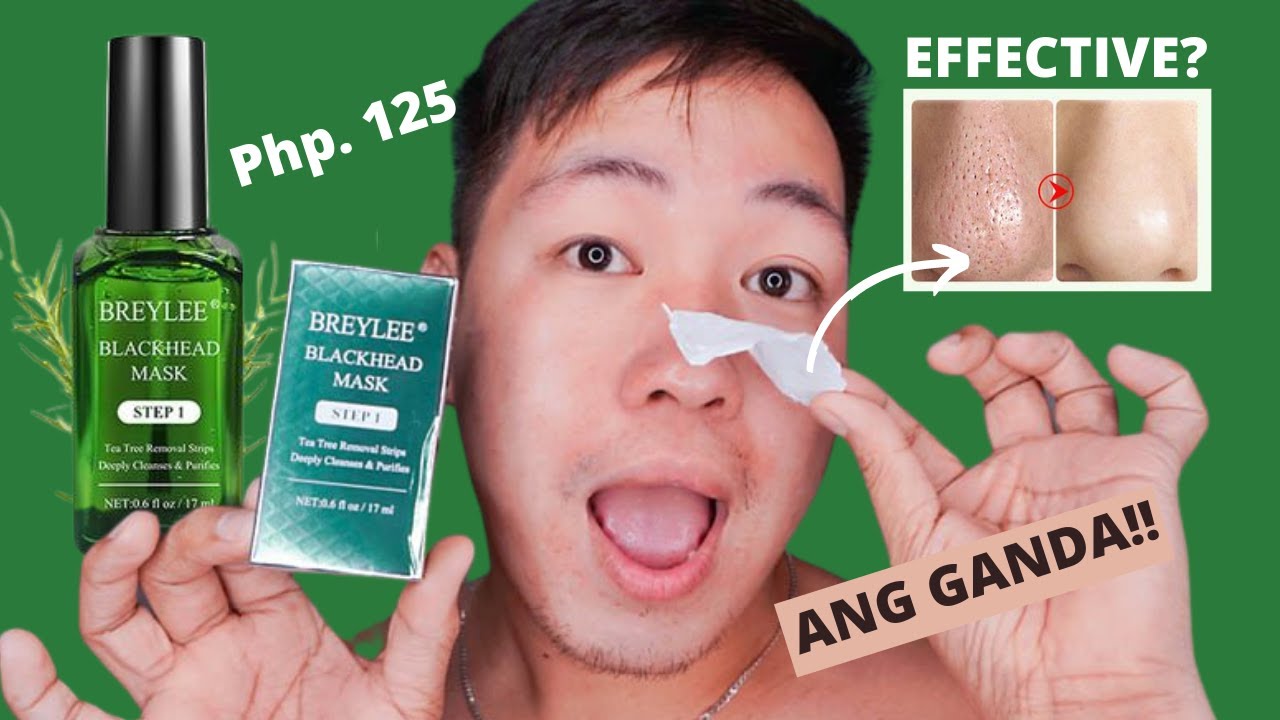 Php. 125
EFFECTIVE?
BREYLEE®
BLACKHEAD
MASK
STEP 1
Tea Tree Removal Strips
Deeply Cleanses & Purifies
NET:0.6 fl oz / 17 ml
BREYLEE®
BLACKHEAD
MASK
STEP 1
Tea Tree Removal Strips
Deeply Cleanses & Purifies
NET:0.6 fl oz / 17 ml
ANG GANDA!!